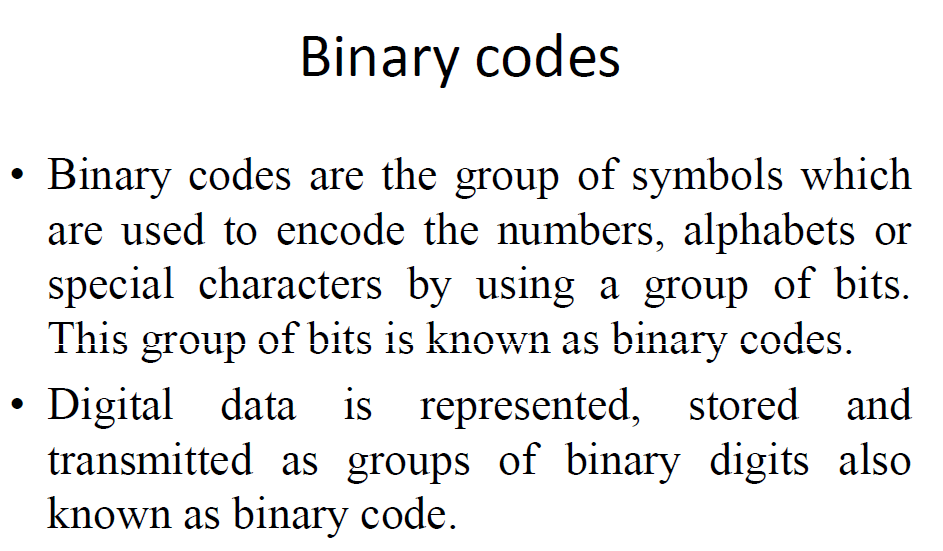 Binary codes
• Binary codes are the group of symbols which
are used to encode the numbers, alphabets or
special characters by using a group of bits.
This group of bits is known as binary codes.
• Digital data is represented, stored and
transmitted as groups of binary digits also
known as binary code.